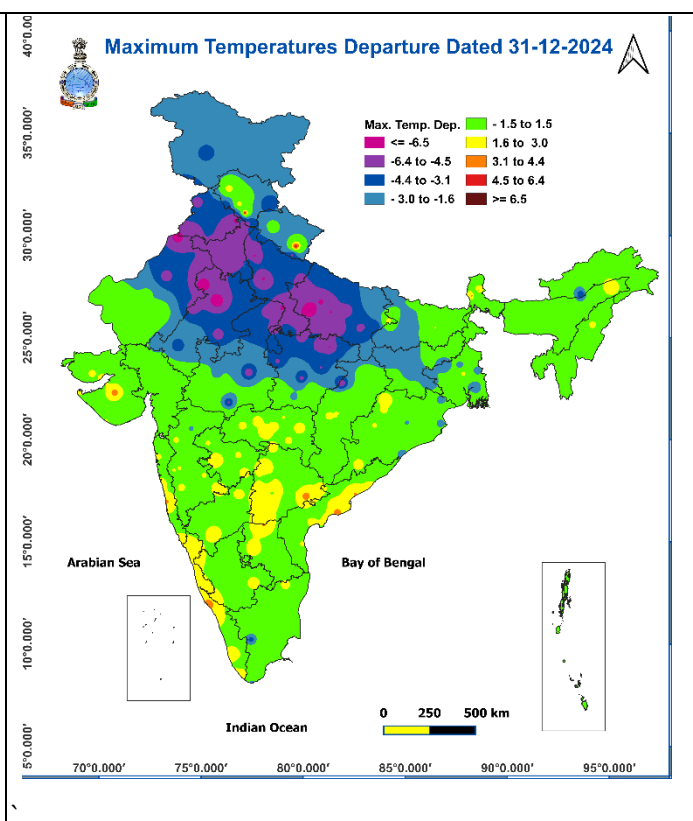 Maximum Temperatures Departure Dated 31-12-2024
Max. Temp. Dep.
<= -6.5
-6.4 to -4.5
-4.4 to -3.1
- 3.0 to -1.6
- 1.5 to 1.5
1.6 to 3.0
3.1 to 4.4
4.5 to 6.4
>= 6.5
35°0.000'
30°0.000'
25°0.000'
20°0.000'
15°0.000'
10°0.000'
5°0.000'
Arabian Sea
Bay of Bengal
Indian Ocean
0 250 500 km
70°0.000' 75°0.000' 80°0.000' 85°0.000' 90°0.000' 95°0.000'
`